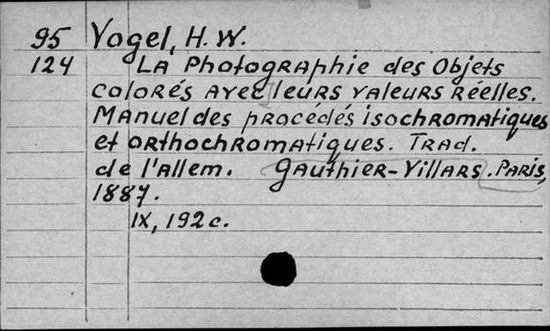 95 Vogel, H. W.
124 La Photographie des Objets
colorés avec leurs valeurs réelles.
Manuel des procédés isochromatiques
et orthochromatiques. Trad.
de l'allem. Gauthier-Villars. Paris,
1887.
IX, 192 c.